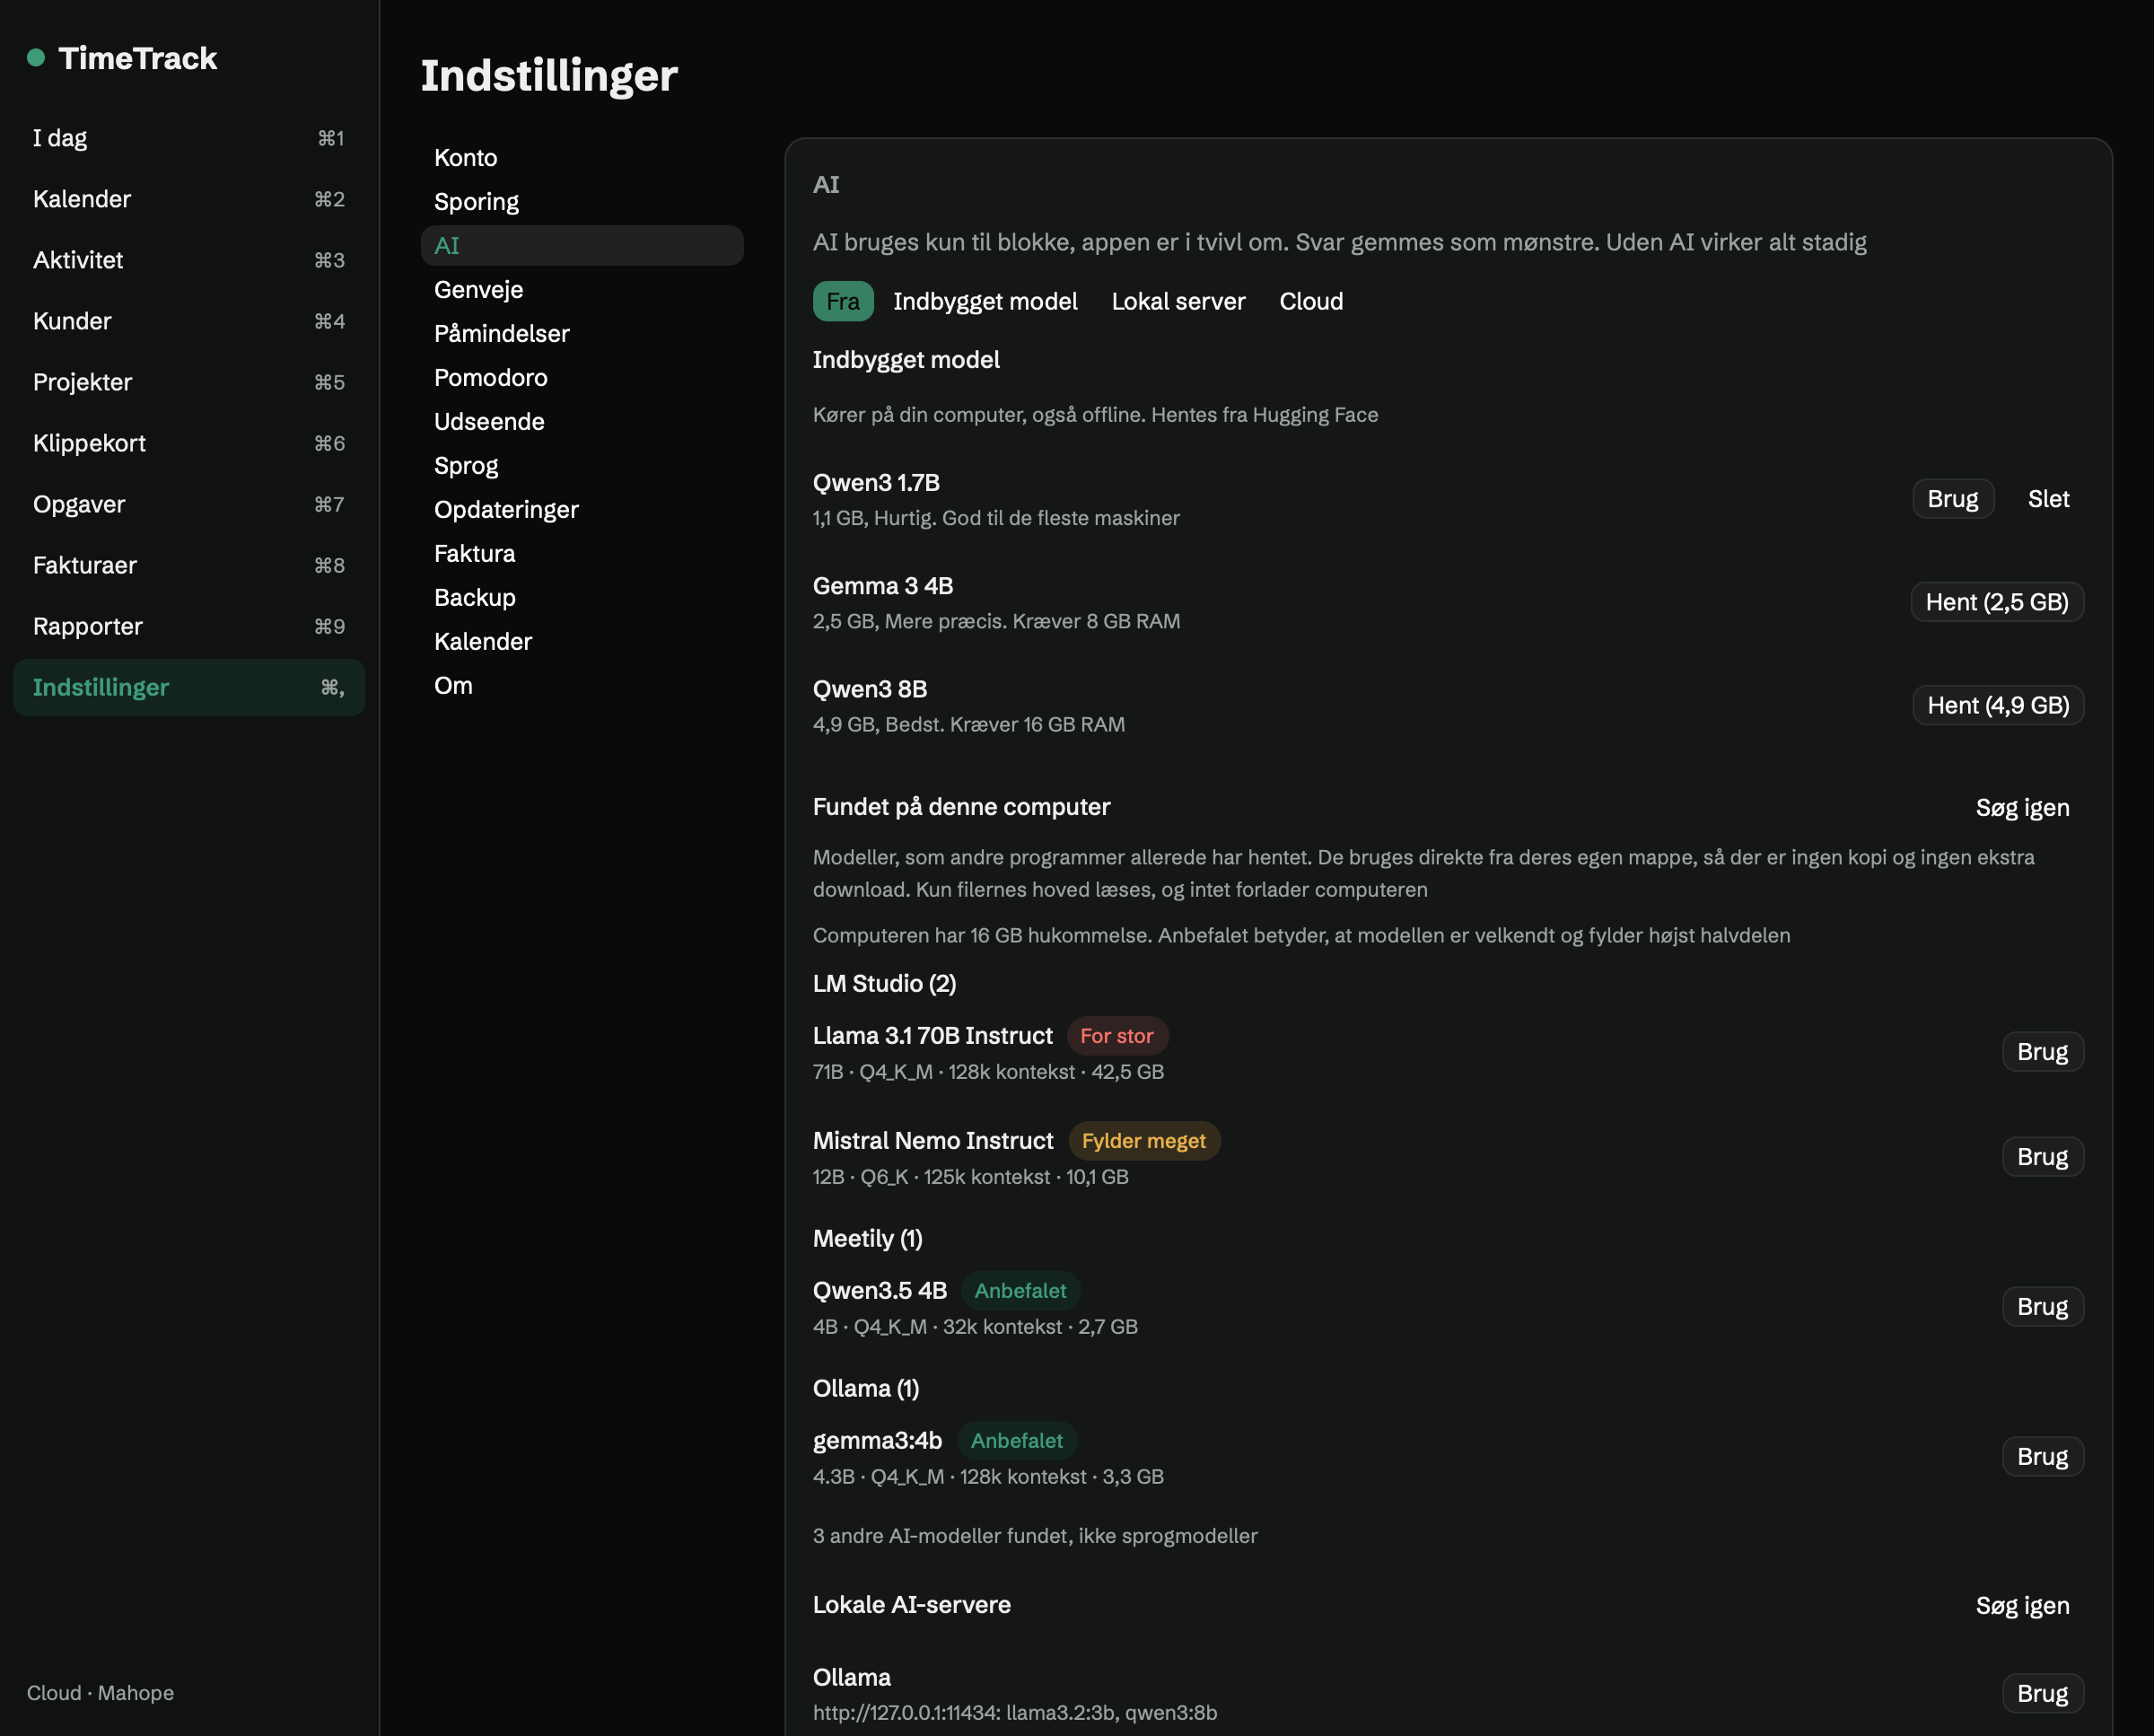 TimeTrack
I dag ⌘1
Kalender ⌘2
Aktivitet ⌘3
Kunder ⌘4
Projekter ⌘5
Klippekort ⌘6
Opgaver ⌘7
Fakturaer ⌘8
Rapporter ⌘9
Indstillinger ⌘,
Cloud · Mahope
Indstillinger
Konto
Sporing
AI
Genveje
Påmindelser
Pomodoro
Udseende
Sprog
Opdateringer
Faktura
Backup
Kalender
Om
AI
AI bruges kun til blokke, appen er i tvivl om. Svar gemmes som mønstre. Uden AI virker alt stadig
Fra Indbygget model Lokal server Cloud
Indbygget model
Kører på din computer, også offline. Hentes fra Hugging Face
Qwen3 1.7B
1,1 GB, Hurtig. God til de fleste maskiner
Brug Slet
Gemma 3 4B
2,5 GB, Mere præcis. Kræver 8 GB RAM
Hent (2,5 GB)
Qwen3 8B
4,9 GB, Bedst. Kræver 16 GB RAM
Hent (4,9 GB)
Fundet på denne computer Søg igen
Modeller, som andre programmer allerede har hentet. De bruges direkte fra deres egen mappe, så der er ingen kopi og ingen ekstra
download. Kun filernes hoved læses, og intet forlader computeren
Computeren har 16 GB hukommelse. Anbefalet betyder, at modellen er velkendt og fylder højst halvdelen
LM Studio (2)
Llama 3.1 70B Instruct For stor
71B · Q4_K_M · 128k kontekst · 42,5 GB
Brug
Mistral Nemo Instruct Fylder meget
12B · Q6_K · 125k kontekst · 10,1 GB
Brug
Meetily (1)
Qwen3.5 4B Anbefalet
4B · Q4_K_M · 32k kontekst · 2,7 GB
Brug
Ollama (1)
gemma3:4b Anbefalet
4.3B · Q4_K_M · 128k kontekst · 3,3 GB
Brug
3 andre AI-modeller fundet, ikke sprogmodeller
Lokale AI-servere Søg igen
Ollama
http://127.0.0.1:11434: llama3.2:3b, qwen3:8b
Brug